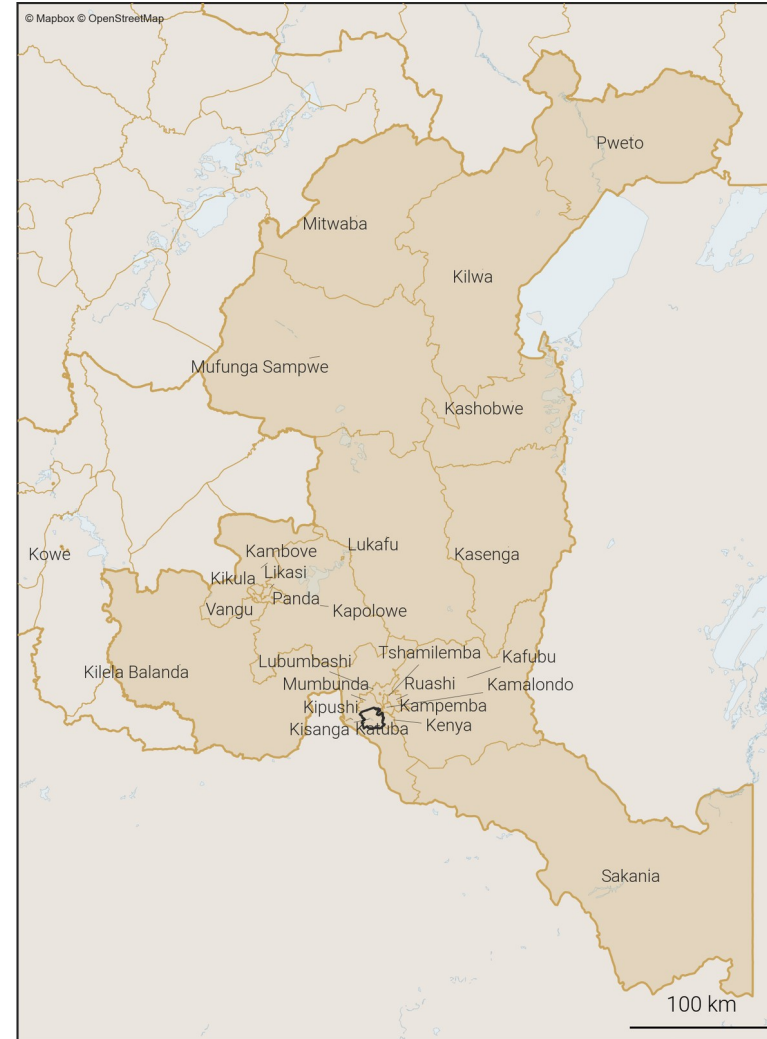 © Mapbox © OpenStreetMap
Pweto
Mitwaba
Kilwa
Mufunga Sampwe
Kashobwe
Kowe
Kambove
Lukafu
Kasenga
Kikula
Likasi
Vangu
Panda
Kapolowe
Kilela Balanda
Lubumbashi
Tshamilemba
Kafubu
Mumbunda
Ruashi
Kamalondo
Kipushi
Kampemba
Kisanga
Katuba
Kenya
Sakania
100 km